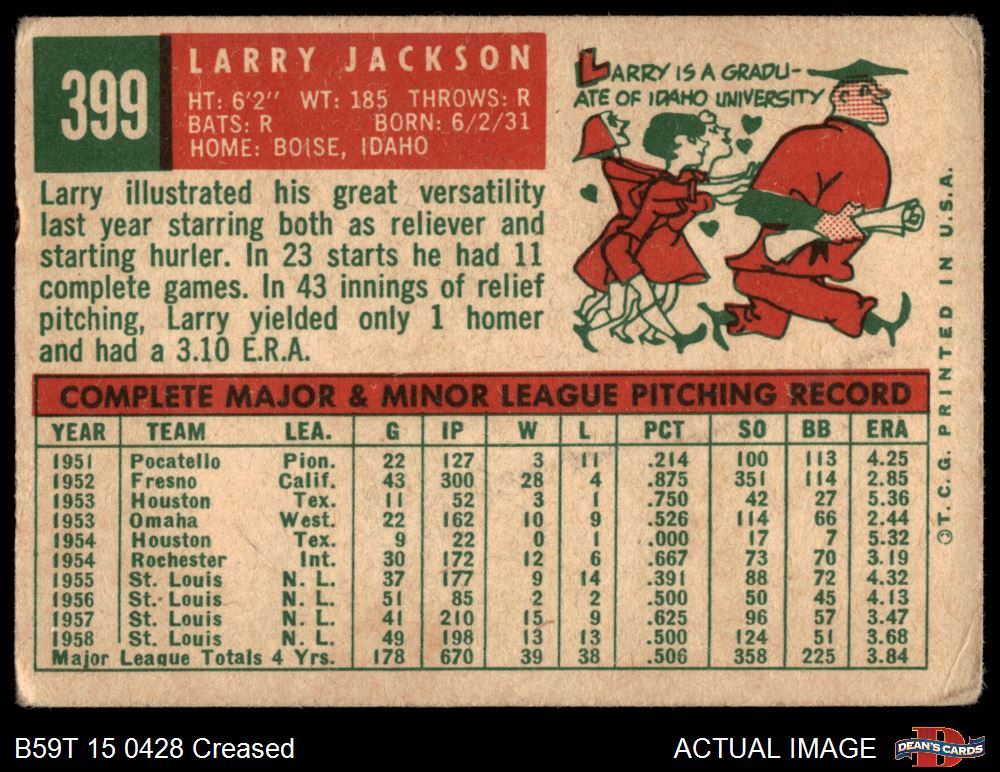 399
LARRY JACKSON
HT: 6'2" WT: 185 THROWS: R
BATS: R BORN: 6/2/31
HOME: BOISE, IDAHO
LARRY IS A GRADU-
ATE OF IDAHO UNIVERSITY
Larry illustrated his great versatility
last year starring both as reliever and
starting hurler. In 23 starts he had 11
complete games. In 43 innings of relief
pitching, Larry yielded only 1 homer
and had a 3.10 E.R.A.
COMPLETE MAJOR & MINOR LEAGUE PITCHING RECORD
YEAR TEAM LEA. G IP W L PCT SO BB ERA
1951 Pocatello Pion. 22 127 3 11 .214 100 113 4.25
1952 Fresno Calif. 43 300 28 4 .875 351 114 2.85
1953 Houston Tex. 11 52 3 1 .750 42 27 5.36
1953 Omaha West. 22 162 10 9 .526 114 66 2.44
1954 Houston Tex. 9 22 0 1 .000 17 7 5.32
1954 Rochester Int. 30 172 12 6 .667 73 70 3.19
1955 St. Louis N. L. 37 177 9 14 .391 88 72 4.32
1956 St. Louis N. L. 51 85 2 2 .500 50 45 4.13
1957 St. Louis N. L. 41 210 15 9 .625 96 57 3.47
1958 St. Louis N. L. 49 198 13 13 .500 124 51 3.68
Major League Totals 4 Yrs. 178 670 39 38 .506 358 225 3.84
©T. C. G. PRINTED IN U. S. A.
B59T 15 0428 Creased
ACTUAL IMAGE
DEAN'S CARDS